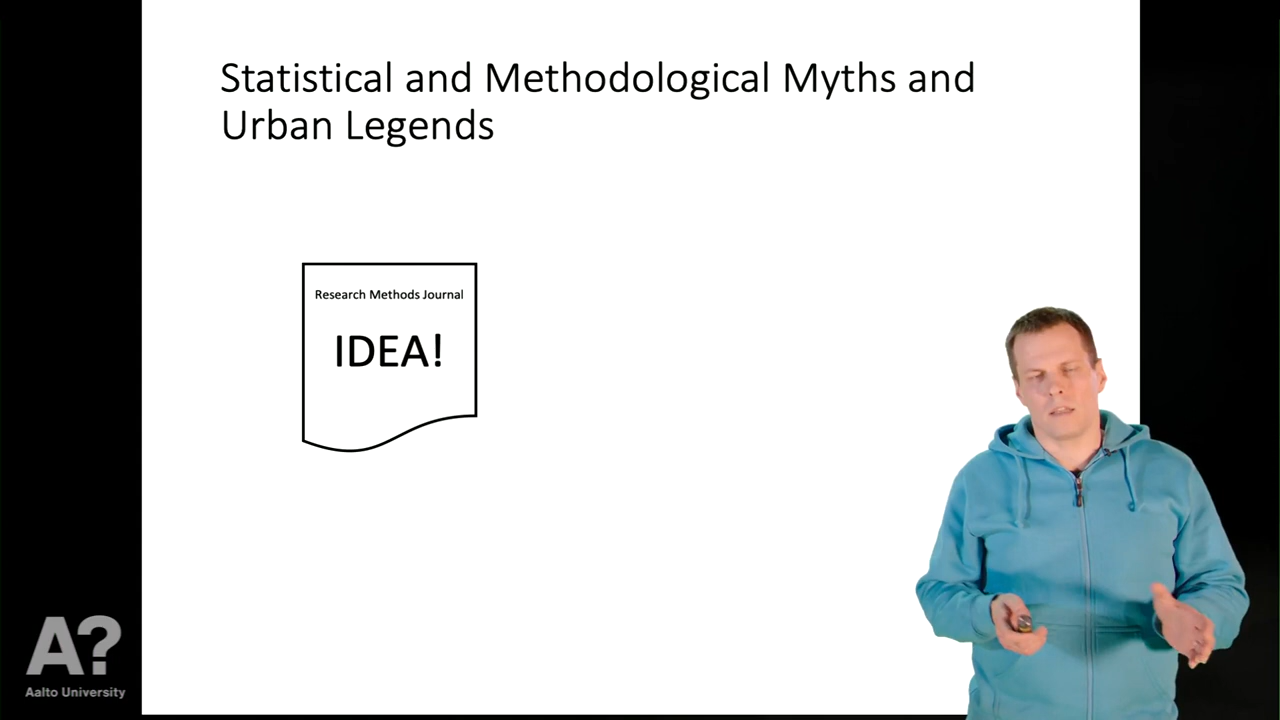 Statistical and Methodological Myths and
Urban Legends
Research Methods Journal
IDEA!
A?
Aalto University